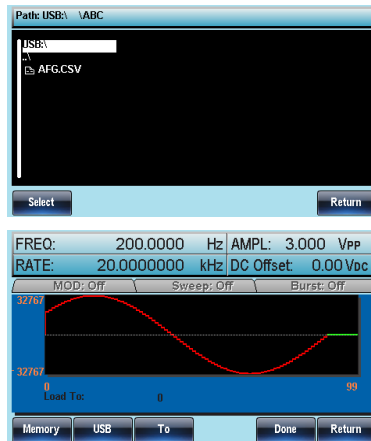 Path: USB:\ \ABC
USB:\
..\
AFG.CSV
Select Return
FREQ: 200.0000 Hz AMPL: 3.000 VPP
RATE: 20.0000000 kHz DC Offset: 0.00 VDC
MOD: Off Sweep: Off Burst: Off
32767
- 32767
0 99
Load To: 0
Memory USB To Done Return